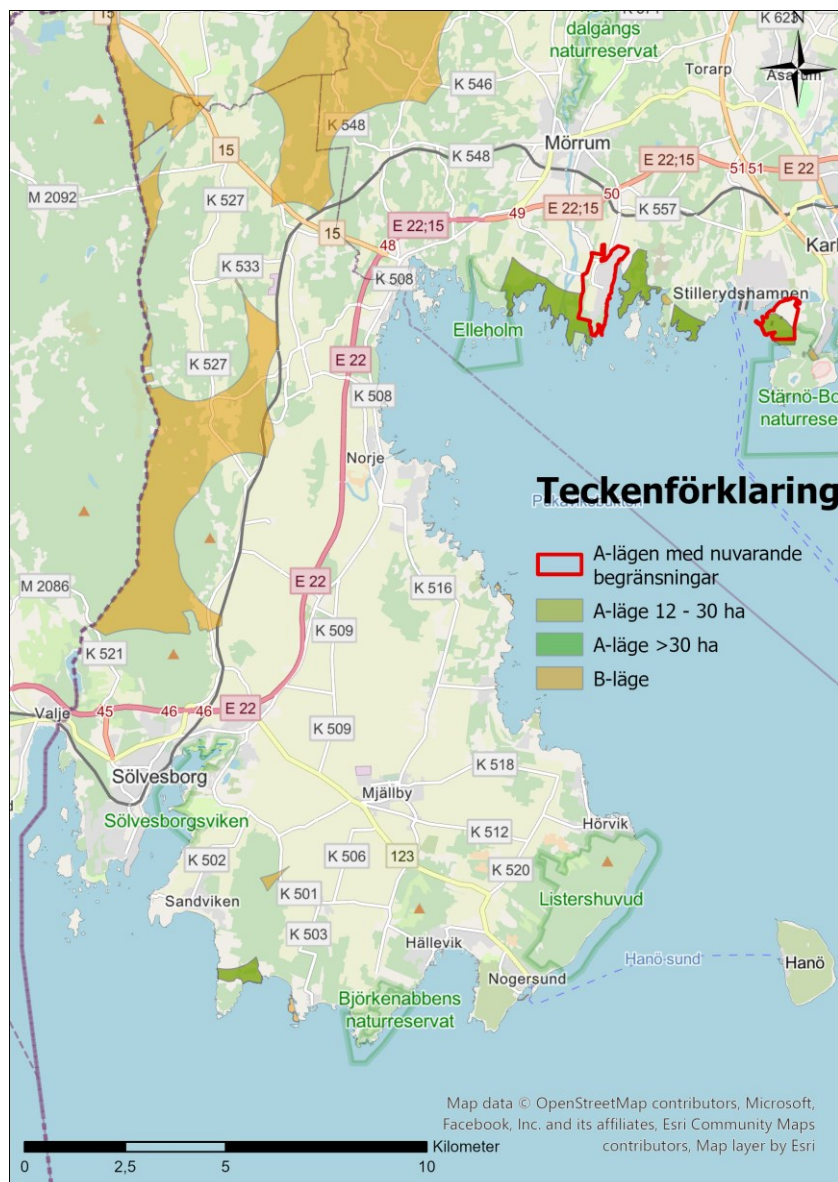 15
dalgångs
naturreservat
K 623
Torarp
Asarum
K 546
K 548
Mörrum
15
K 548
51 51
E 22
M 2092
K 527
E 22;15
50
E 22;15
49
E 22;15
K 557
15
48
Karl
K 533
K 508
Stillerydshamnen
Elleholm
K 527
E 22
Stärnö-Bo
naturrese
K 508
Norje
Teckenförklaring
A-lägen med nuvarande
begränsningar
A-läge 12 - 30 ha
A-läge >30 ha
B-läge
M 2086
E 22
K 516
K 509
K 521
Valje
45
46
46
E 22
K 509
Sölvesborg
K 518
Mjällby
Sölvesborgsviken
Hörvik
K 512
K 502
K 506
123
K 520
K 501
Sandviken
Listershuvud
K 503
Hällevik
Hanö sund
Hanö
Nogersund
Björkenabbens
naturreservat
Map data © OpenStreetMap contributors, Microsoft,
Facebook, Inc. and its affiliates, Esri Community Maps
contributors, Map layer by Esri
Kilometer
0 2,5 5 10